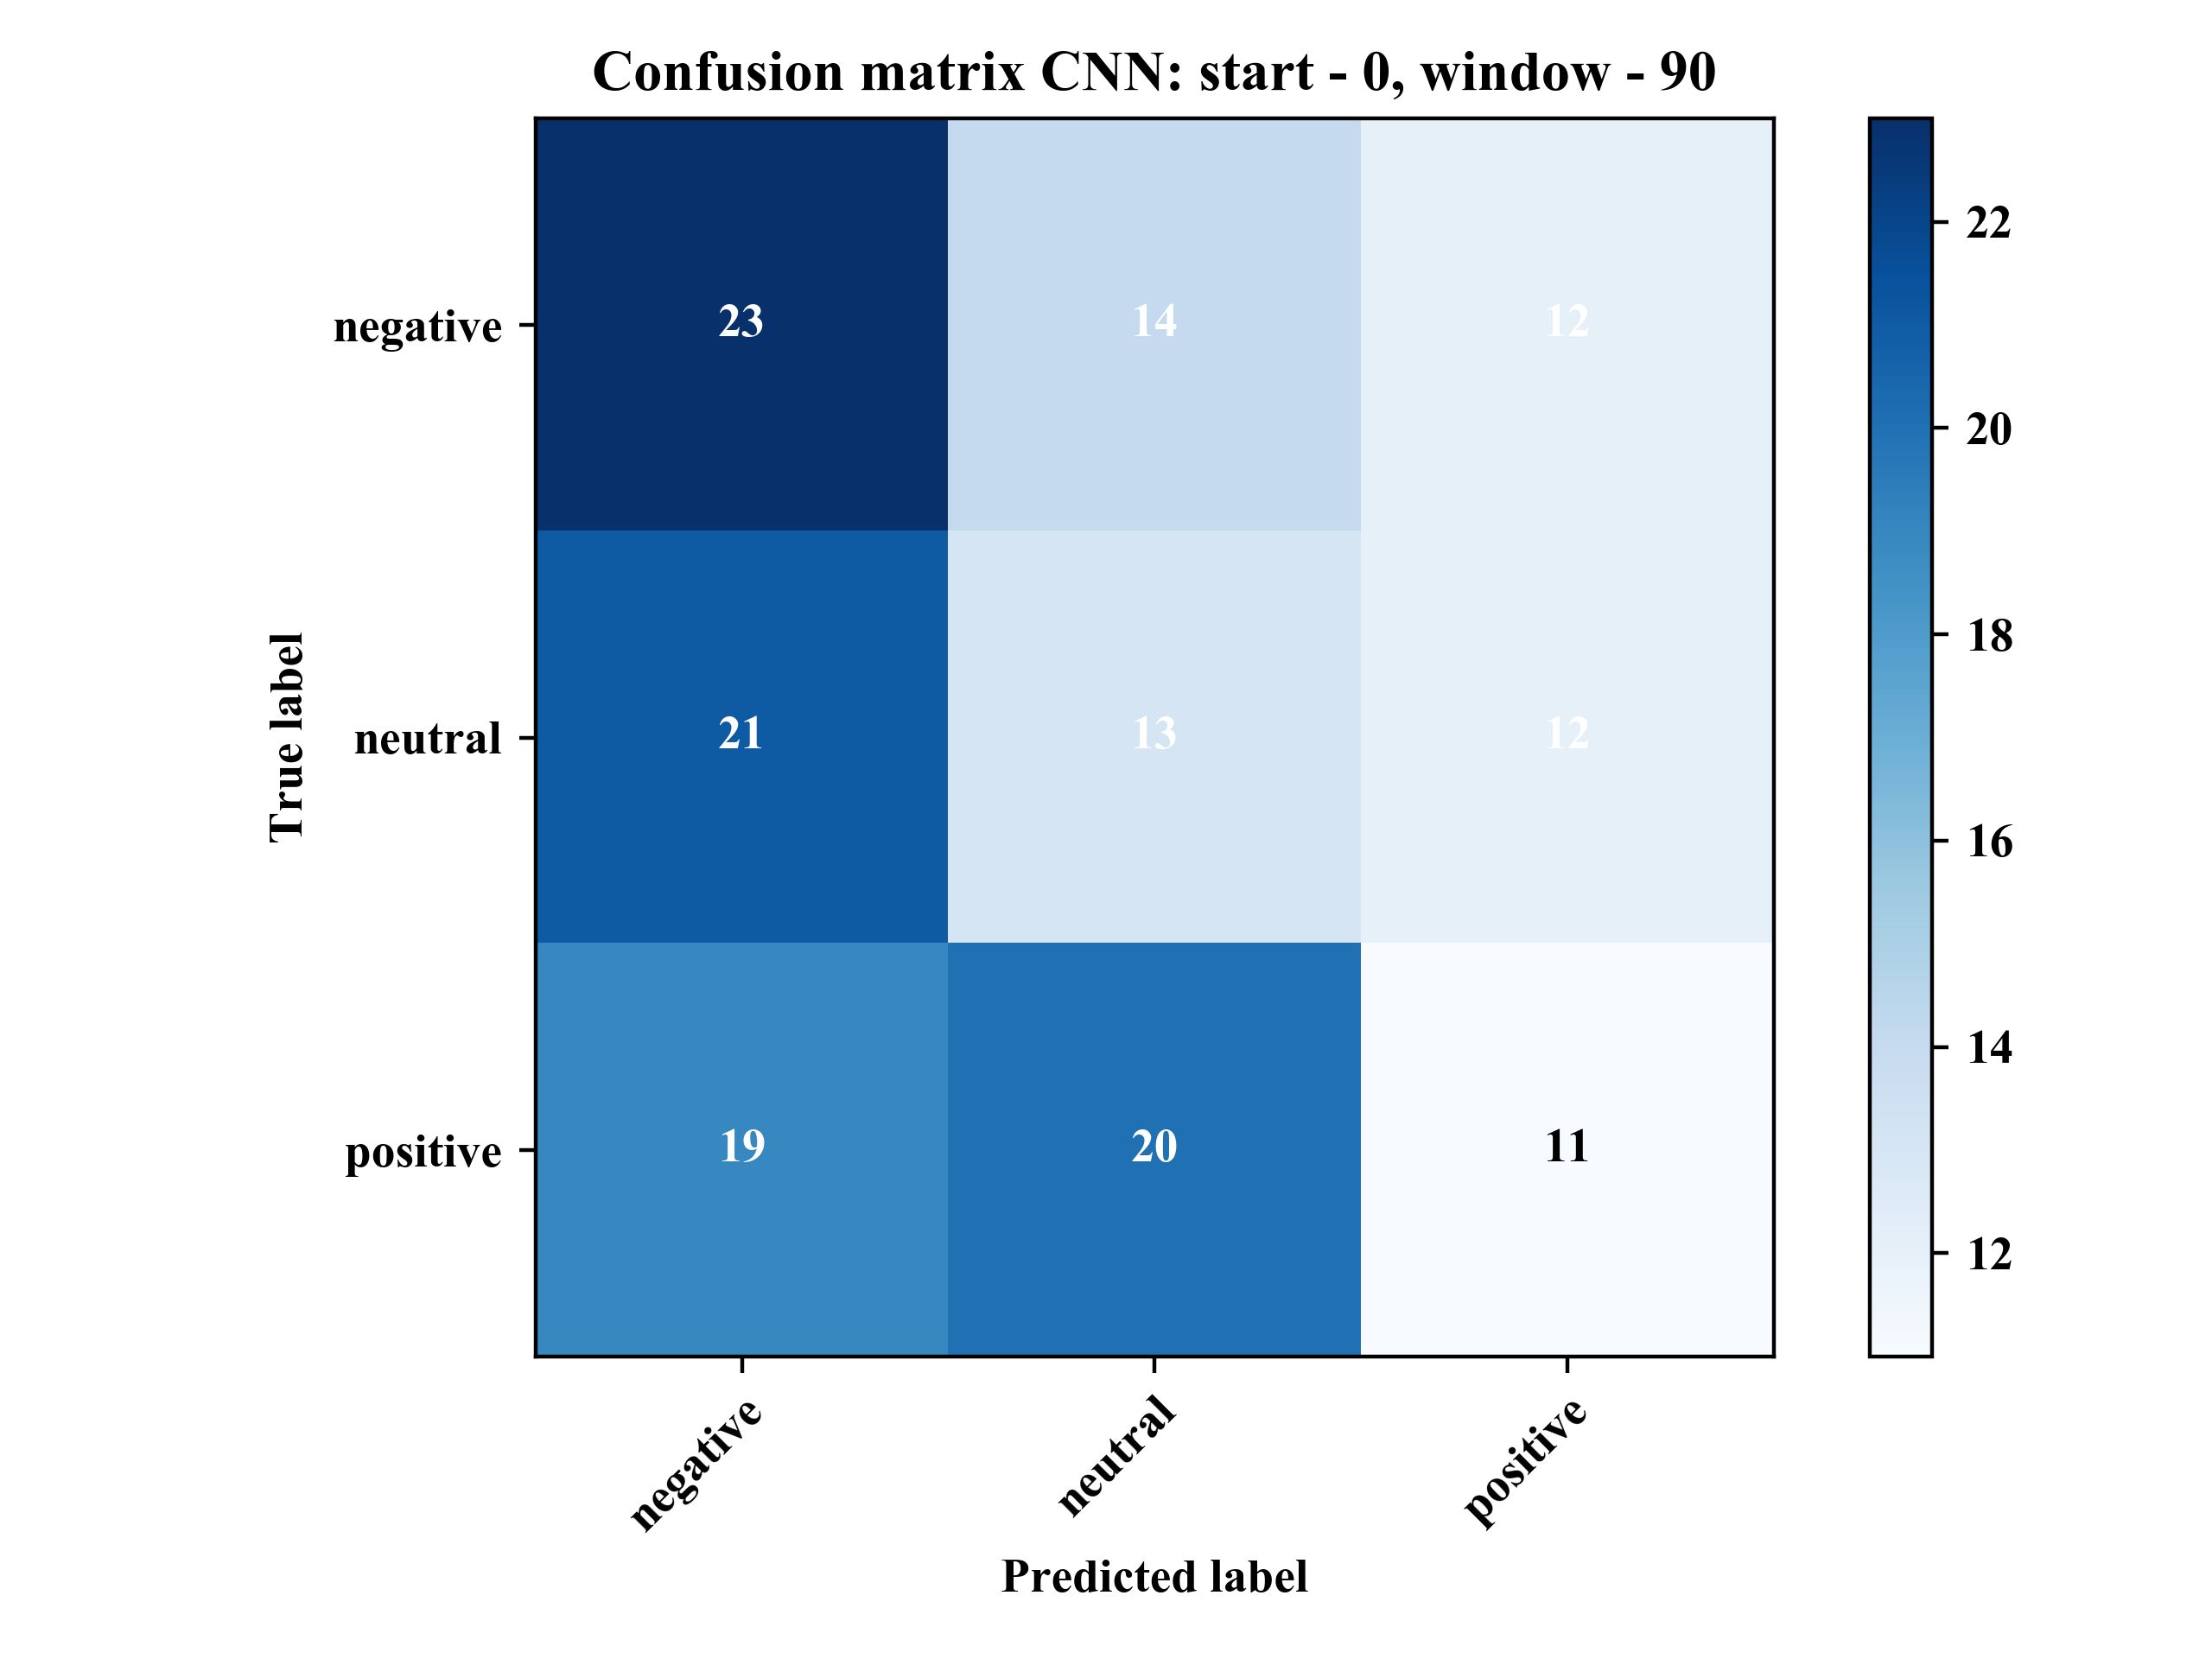 Confusion matrix CNN: start - 0, window - 90
True label
negative
23
14
12
neutral
21
13
12
positive
19
20
11
negative
neutral
positive
Predicted label
22
20
18
16
14
12